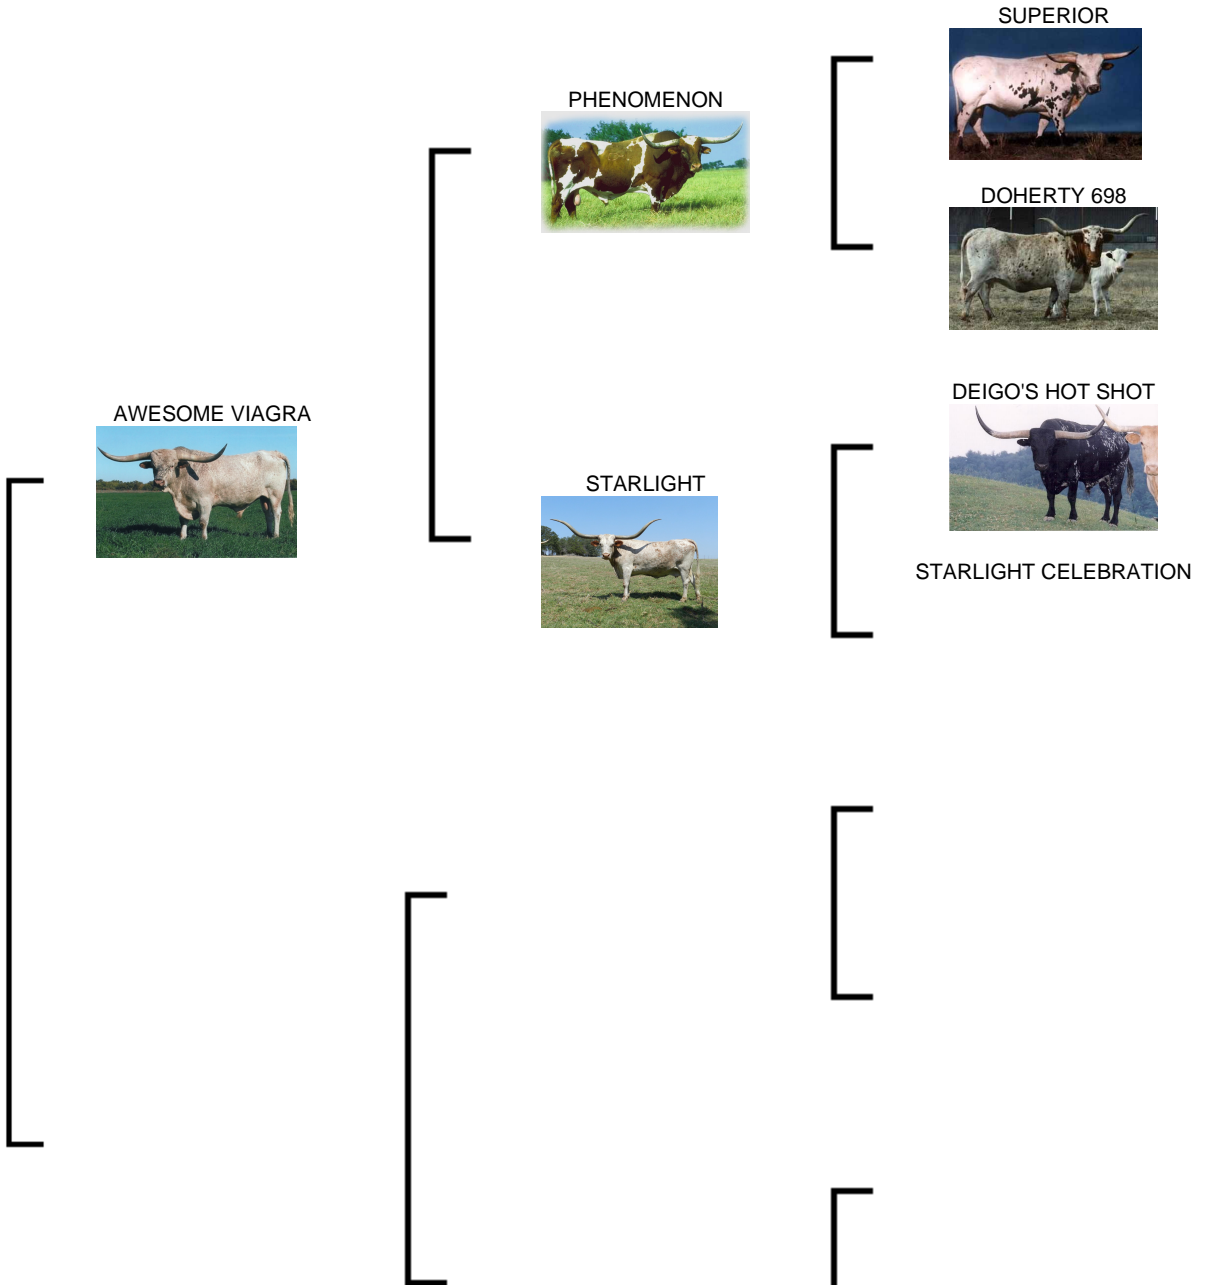 SUPERIOR
PHENOMENON
DOHERTY 698
DEIGO'S HOT SHOT
AWESOME VIAGRA
STARLIGHT
STARLIGHT CELEBRATION